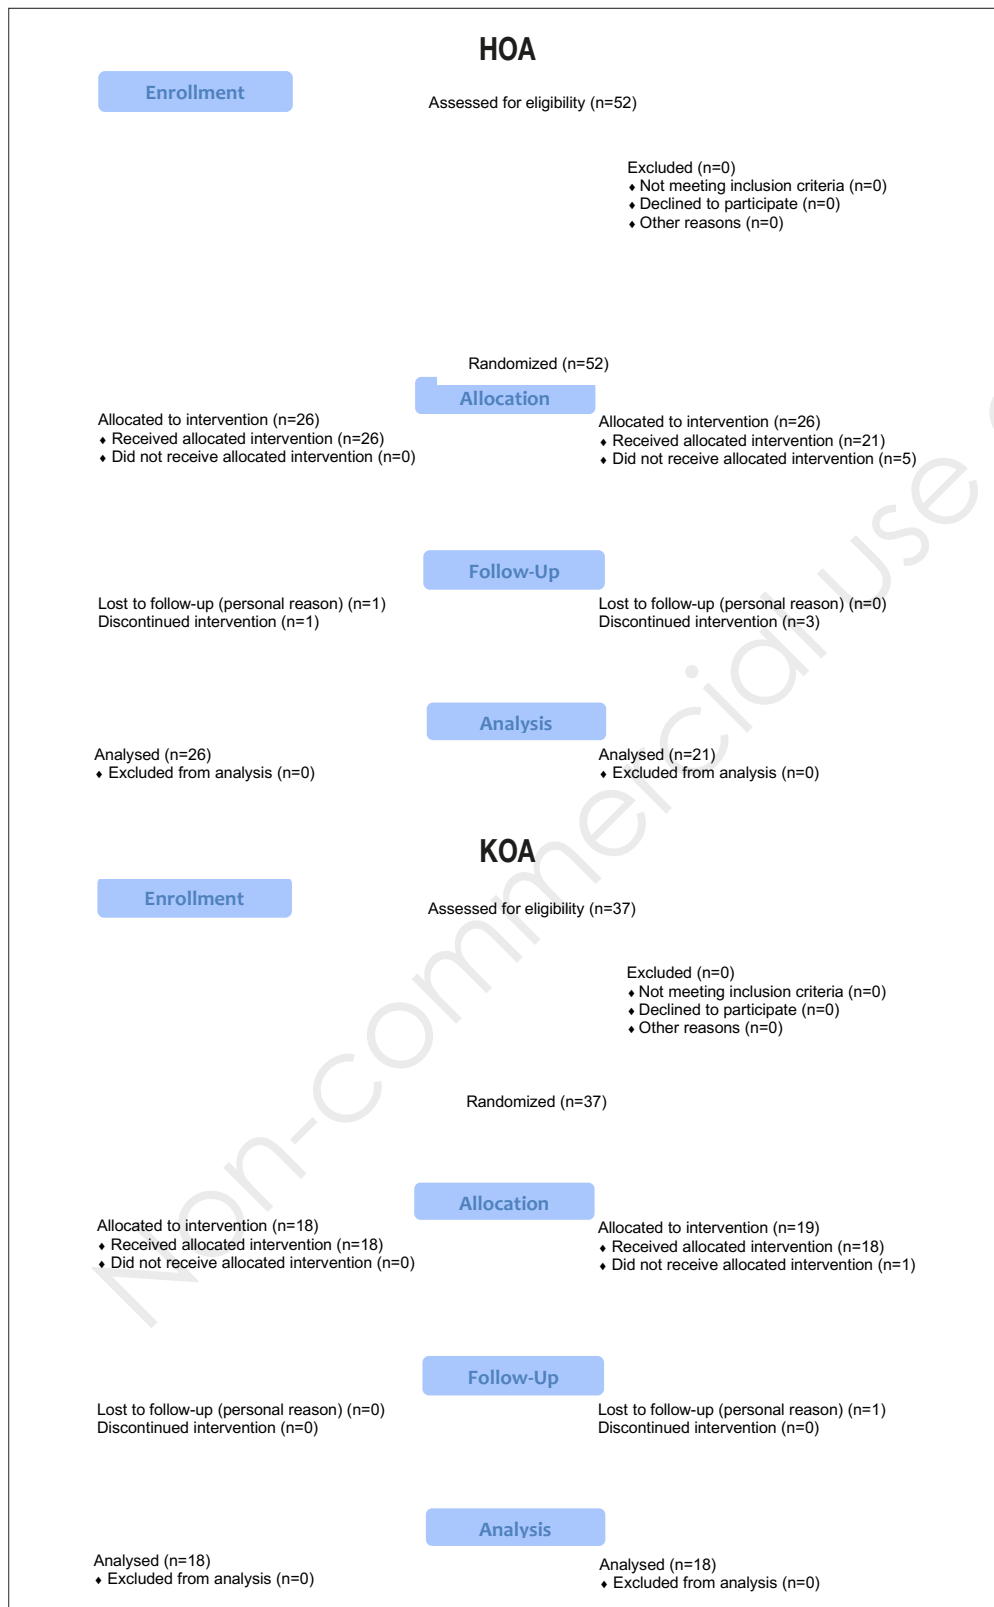 HOA
Enrollment
Assessed for eligibility (n=52)
Excluded (n=0)
♦ Not meeting inclusion criteria (n=0)
♦ Declined to participate (n=0)
♦ Other reasons (n=0)
Randomized (n=52)
Allocation
Allocated to intervention (n=26)
♦ Received allocated intervention (n=26)
♦ Did not receive allocated intervention (n=0)
Allocated to intervention (n=26)
♦ Received allocated intervention (n=21)
♦ Did not receive allocated intervention (n=5)
Follow-Up
Lost to follow-up (personal reason) (n=1)
Discontinued intervention (n=1)
Lost to follow-up (personal reason) (n=0)
Discontinued intervention (n=3)
Analysis
Analysed (n=26)
♦ Excluded from analysis (n=0)
Analysed (n=21)
♦ Excluded from analysis (n=0)
KOA
Enrollment
Assessed for eligibility (n=37)
Excluded (n=0)
♦ Not meeting inclusion criteria (n=0)
♦ Declined to participate (n=0)
♦ Other reasons (n=0)
Randomized (n=37)
Allocation
Allocated to intervention (n=18)
♦ Received allocated intervention (n=18)
♦ Did not receive allocated intervention (n=0)
Allocated to intervention (n=19)
♦ Received allocated intervention (n=18)
♦ Did not receive allocated intervention (n=1)
Follow-Up
Lost to follow-up (personal reason) (n=0)
Discontinued intervention (n=0)
Lost to follow-up (personal reason) (n=1)
Discontinued intervention (n=0)
Analysis
Analysed (n=18)
♦ Excluded from analysis (n=0)
Analysed (n=18)
♦ Excluded from analysis (n=0)
Non-commercial use